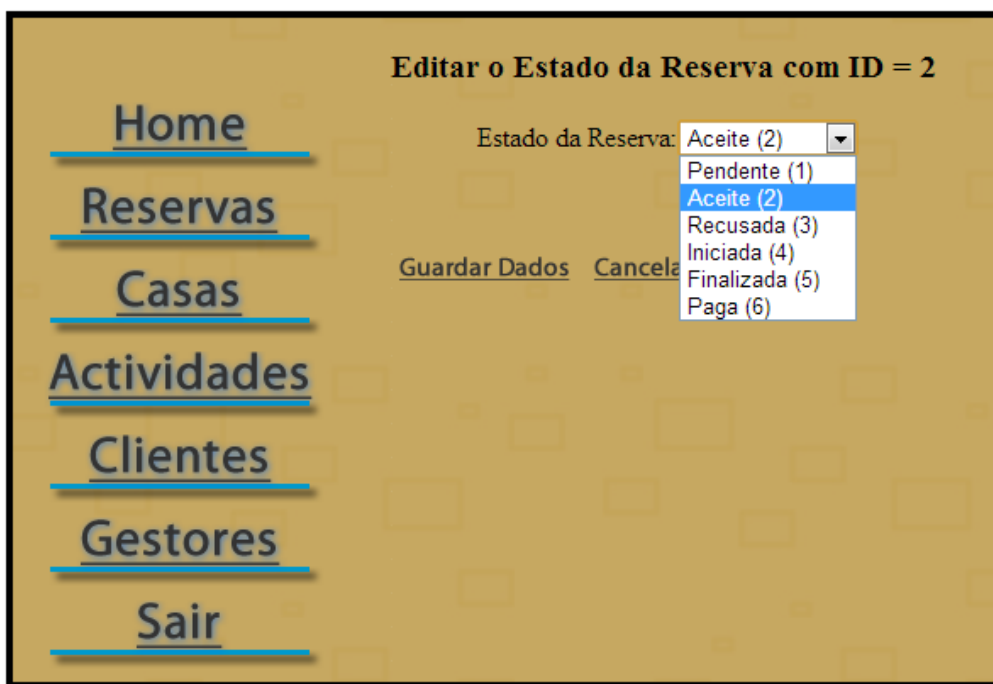 Editar o Estado da Reserva com ID = 2
Home
Reservas
Casas
Actividades
Clientes
Gestores
Sair
Estado da Reserva: Aceite (2)
Pendente (1)
Aceite (2)
Recusada (3)
Iniciada (4)
Finalizada (5)
Paga (6)
Guardar Dados Cancela